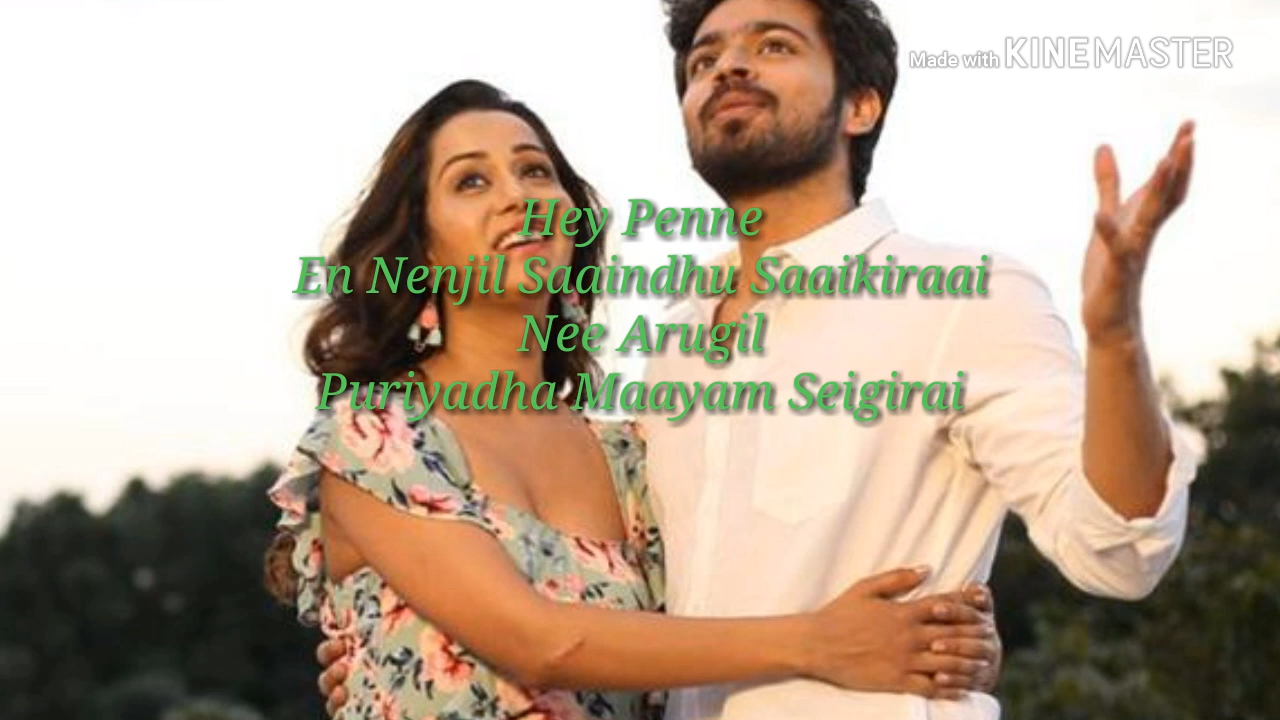 Made with KINEMASTER
Hey Penne
En Nenjil Saaindhu Saaikiraai
Nee Arugil
Puriyadha Maayam Seigirai